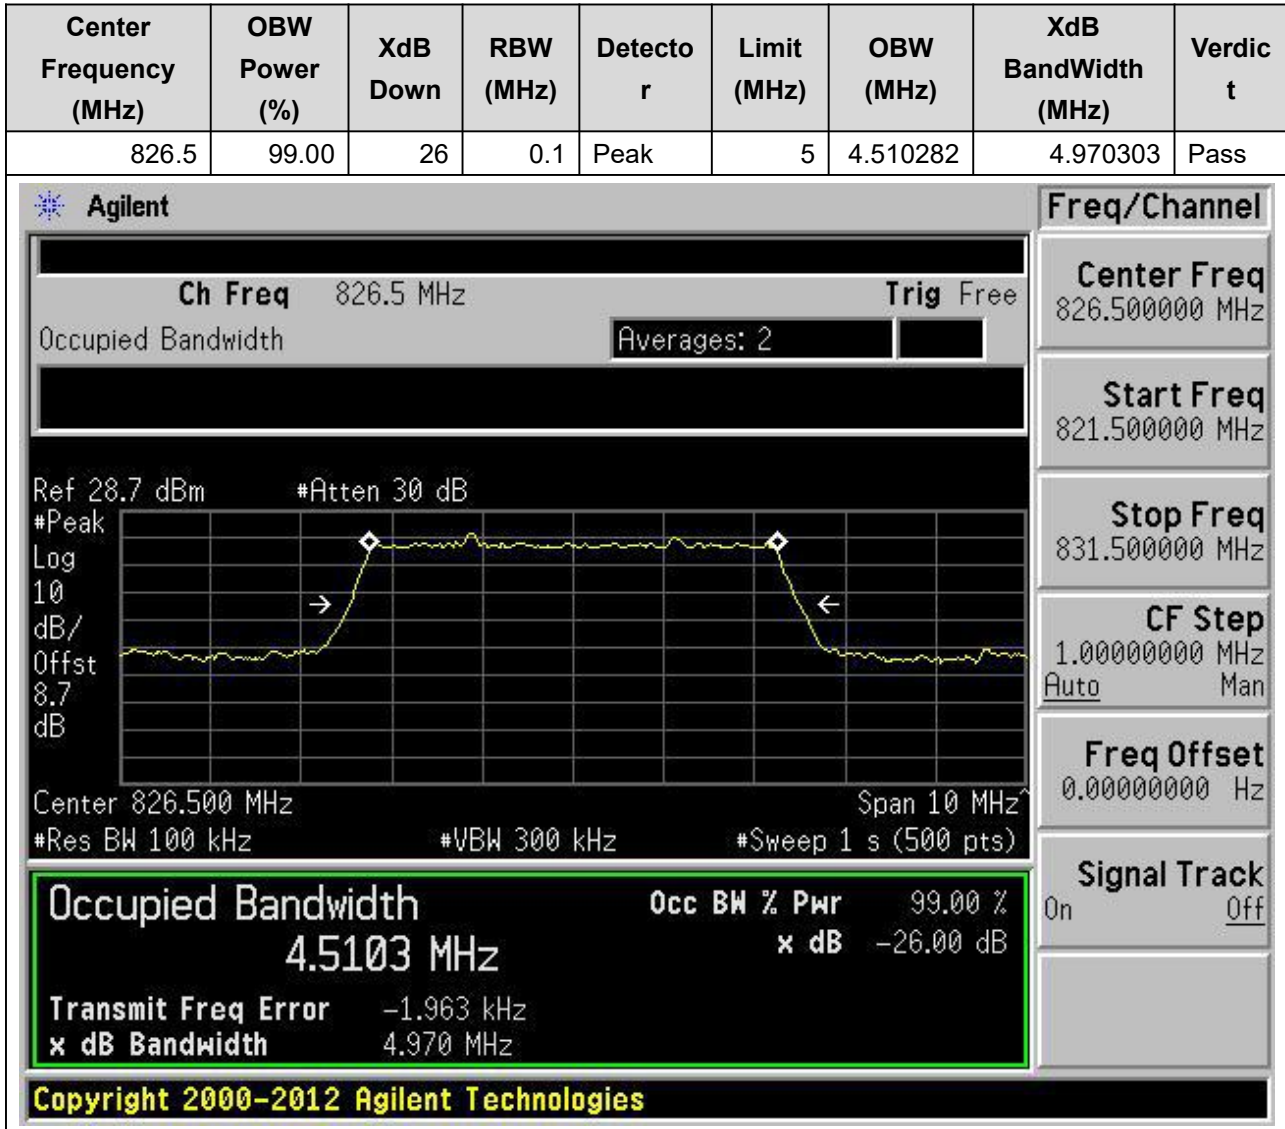 Center Frequency (MHz) OBW Power (%) XdB Down RBW (MHz) Detecto r Limit (MHz) OBW (MHz) XdB BandWidth (MHz) Verdic t
826.5 99.00 26 0.1 Peak 5 4.510282 4.970303 Pass
Agilent
Freq/Channel
Ch Freq 826.5 MHz Trig Free
Occupied Bandwidth Averages: 2
Center Freq
826.500000 MHz
Start Freq
821.500000 MHz
Stop Freq
831.500000 MHz
CF Step
1.00000000 MHz
Auto Man
Freq Offset
0.00000000 Hz
Signal Track
On Off
Ref 28.7 dBm #Atten 30 dB
#Peak
Log
10
dB/
Offst
8.7
dB
Center 826.500 MHz Span 10 MHz^
#Res BW 100 kHz #VBW 300 kHz #Sweep 1 s (500 pts)
Occupied Bandwidth
4.5103 MHz
Occ BW % Pwr 99.00 %
x dB -26.00 dB
Transmit Freq Error -1.963 kHz
x dB Bandwidth 4.970 MHz
Copyright 2000-2012 Agilent Technologies